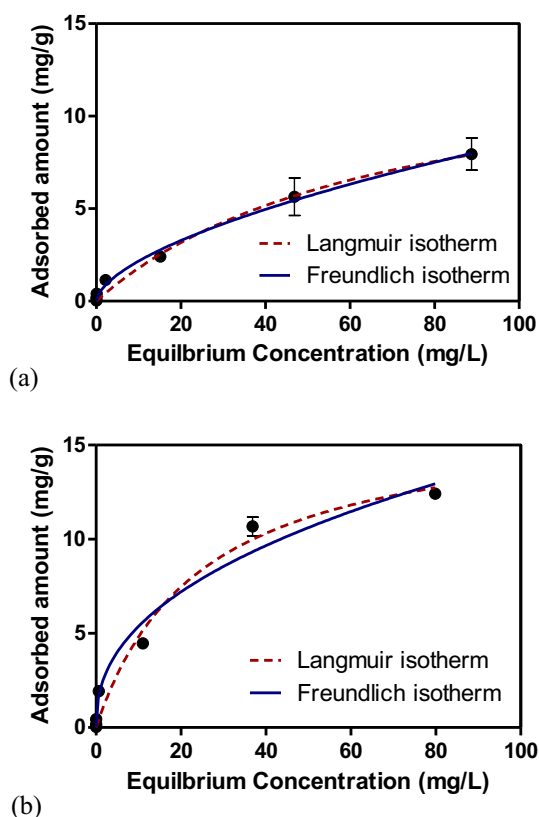 15
10
5
0
Adsorbed amount (mg/g)
Langmuir isotherm
Freundlich isotherm
0 20 40 60 80 100
Equilbrium Concentration (mg/L)
(a)
15
10
5
0
Adsorbed amount (mg/g)
Langmuir isotherm
Freundlich isotherm
0 20 40 60 80 100
Equilbrium Concentration (mg/L)
(b)